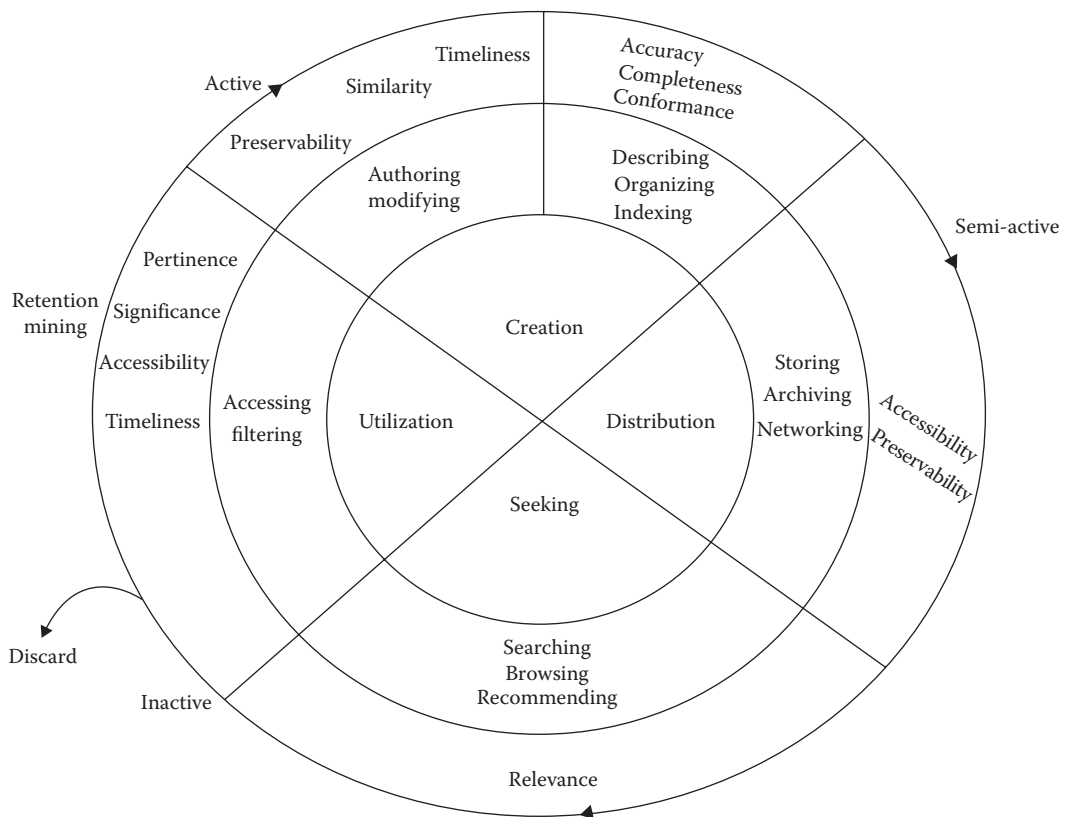 Timeliness
Similarity
Active
Preservability
Accuracy
Completeness
Conformance
Authoring
modifying
Describing
Organizing
Indexing
Semi-active
Pertinence
Significance
Accessibility
Timeliness
Retention
mining
Creation
Accessing
filtering
Utilization
Distribution
Storing
Archiving
Networking
Accessibility
Preservability
Seeking
Searching
Browsing
Recommending
Discard
Inactive
Relevance